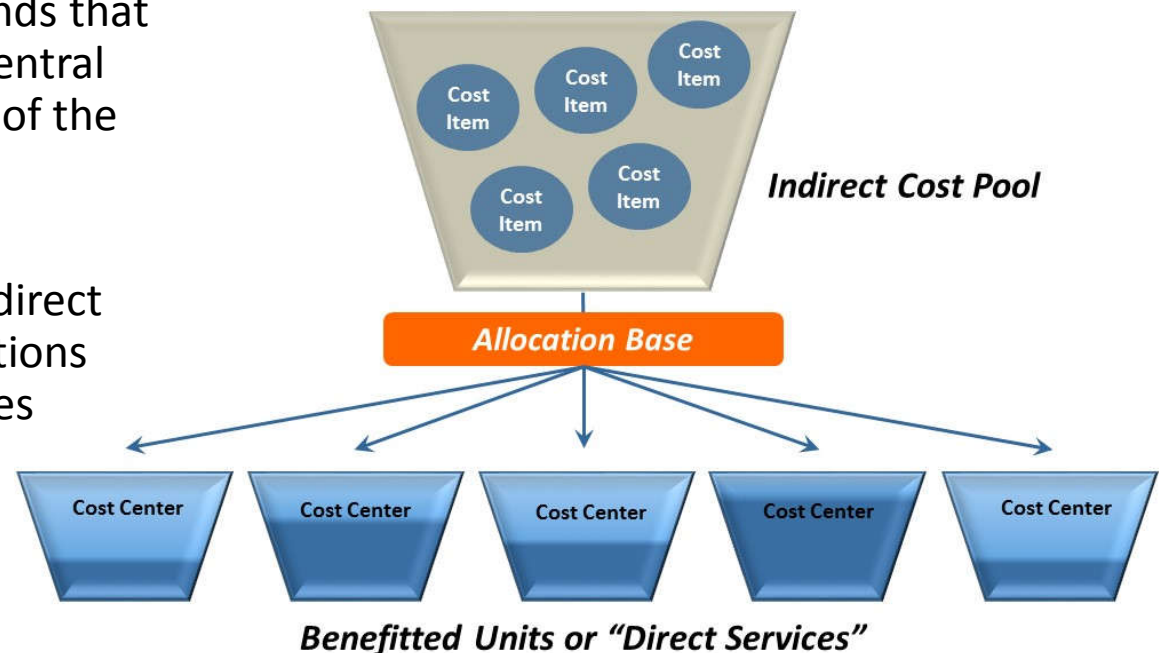 nds that
entral
of the
direct
tions
es
Cost
Item
Cost
Item
Cost
Item
Cost
Item
Cost
Item
Indirect Cost Pool
Allocation Base
Cost Center
Cost Center
Cost Center
Cost Center
Cost Center
Benefitted Units or “Direct Services”